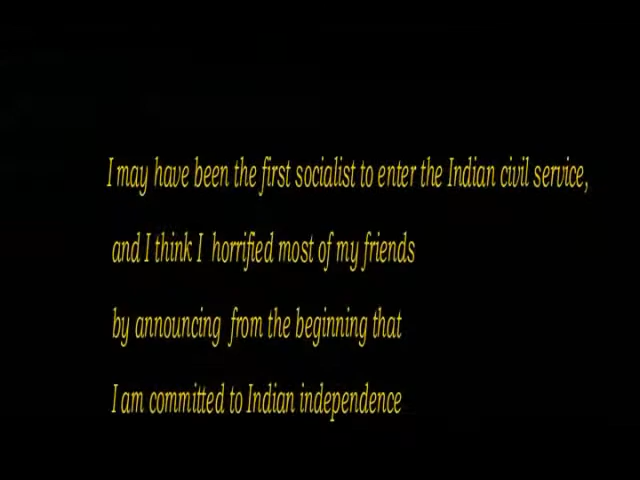 I may have been the first socialist to enter the Indian civil service,
and I think I horrified most of my friends
by announcing from the beginning that
I am committed to Indian independence